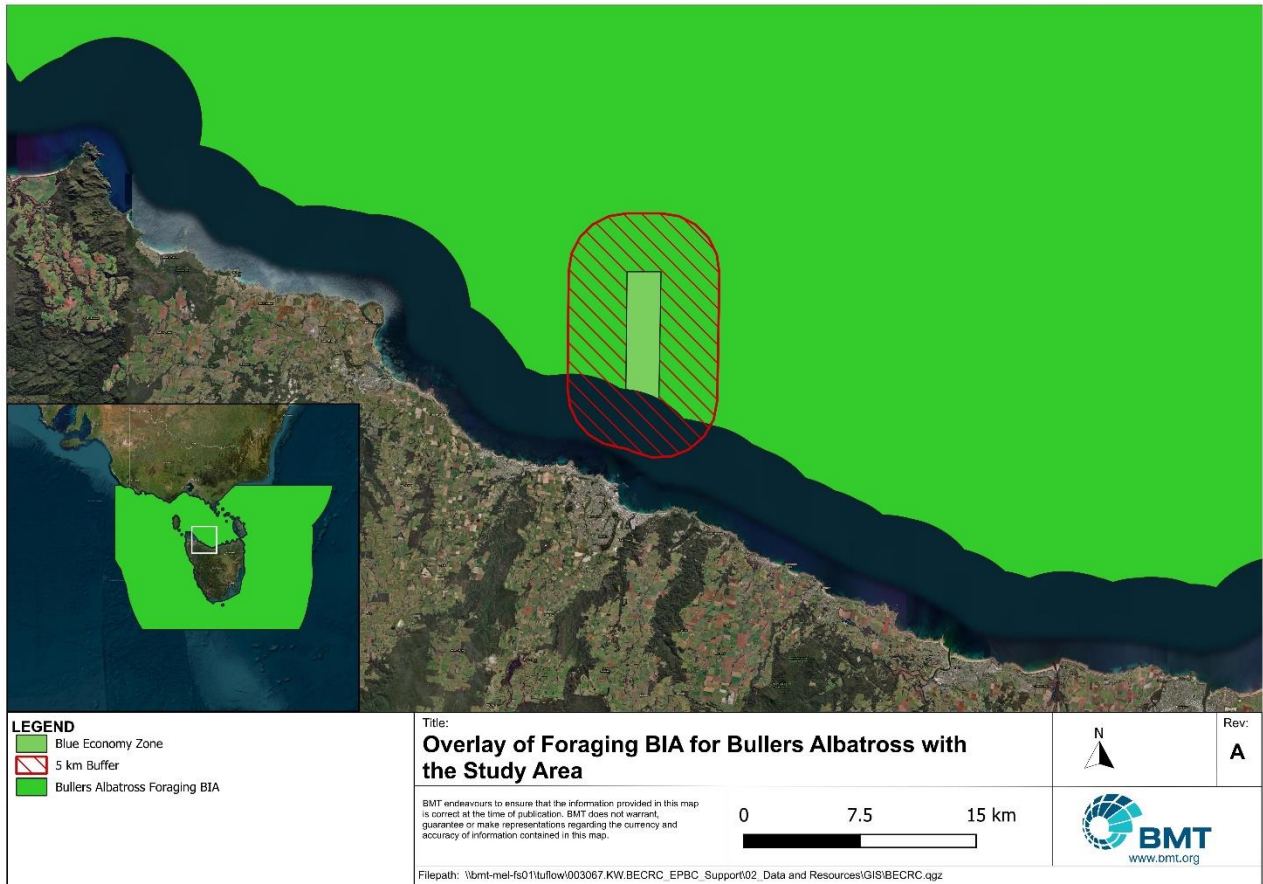 LEGEND
Blue Economy Zone
5 km Buffer
Bullers Albatross Foraging BIA
Title:
Overlay of Foraging BIA for Bullers Albatross with
the Study Area
BMT endeavours to ensure that the information provided in this map
is correct at the time of publication. BMT does not warrant,
guarantee or make representations regarding the currency and
accuracy of information contained in this map.
0 7.5 15 km
N
Rev:
A
BMT
www.bmt.org
Filepath: \\bmt-mel-fs01\tuflow\003067.KW.BECRC_EPBC_Support\02_Data and Resources\GIS\BECRC.qgz